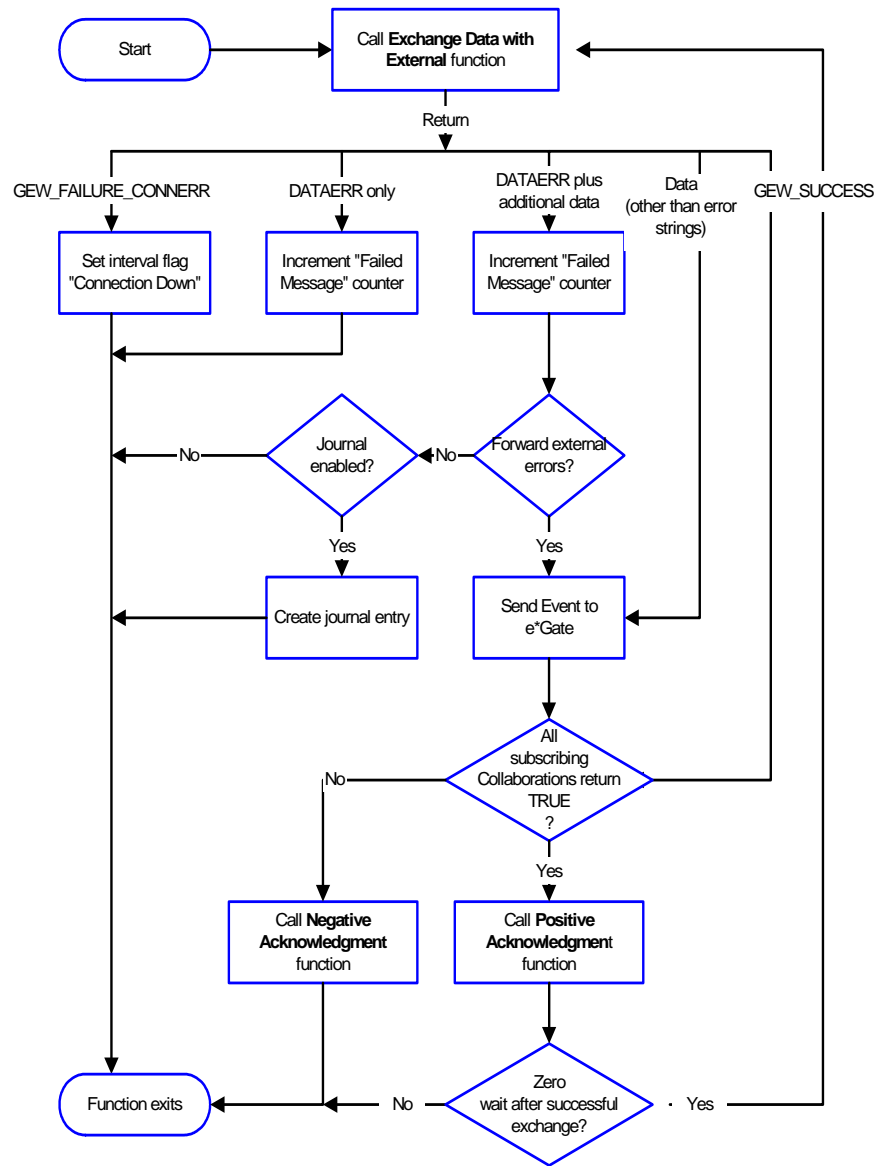 Start
Call Exchange Data with
External function
Return
GEW_FAILURE_CONNERR
DATAERR only
DATAERR plus
additional data
Data
(other than error
strings)
GEW_SUCCESS
Set interval flag
"Connection Down"
Increment "Failed
Message" counter
Increment "Failed
Message" counter
Journal
enabled?
Forward external
errors?
No
No
Yes
Yes
Create journal entry
Send Event to
e*Gate
All
subscribing
Collaborations return
TRUE
?
No
Yes
Call Negative
Acknowledgment
function
Call Positive
Acknowledgment
function
Zero
wait after successful
exchange?
No
Yes
Function exits